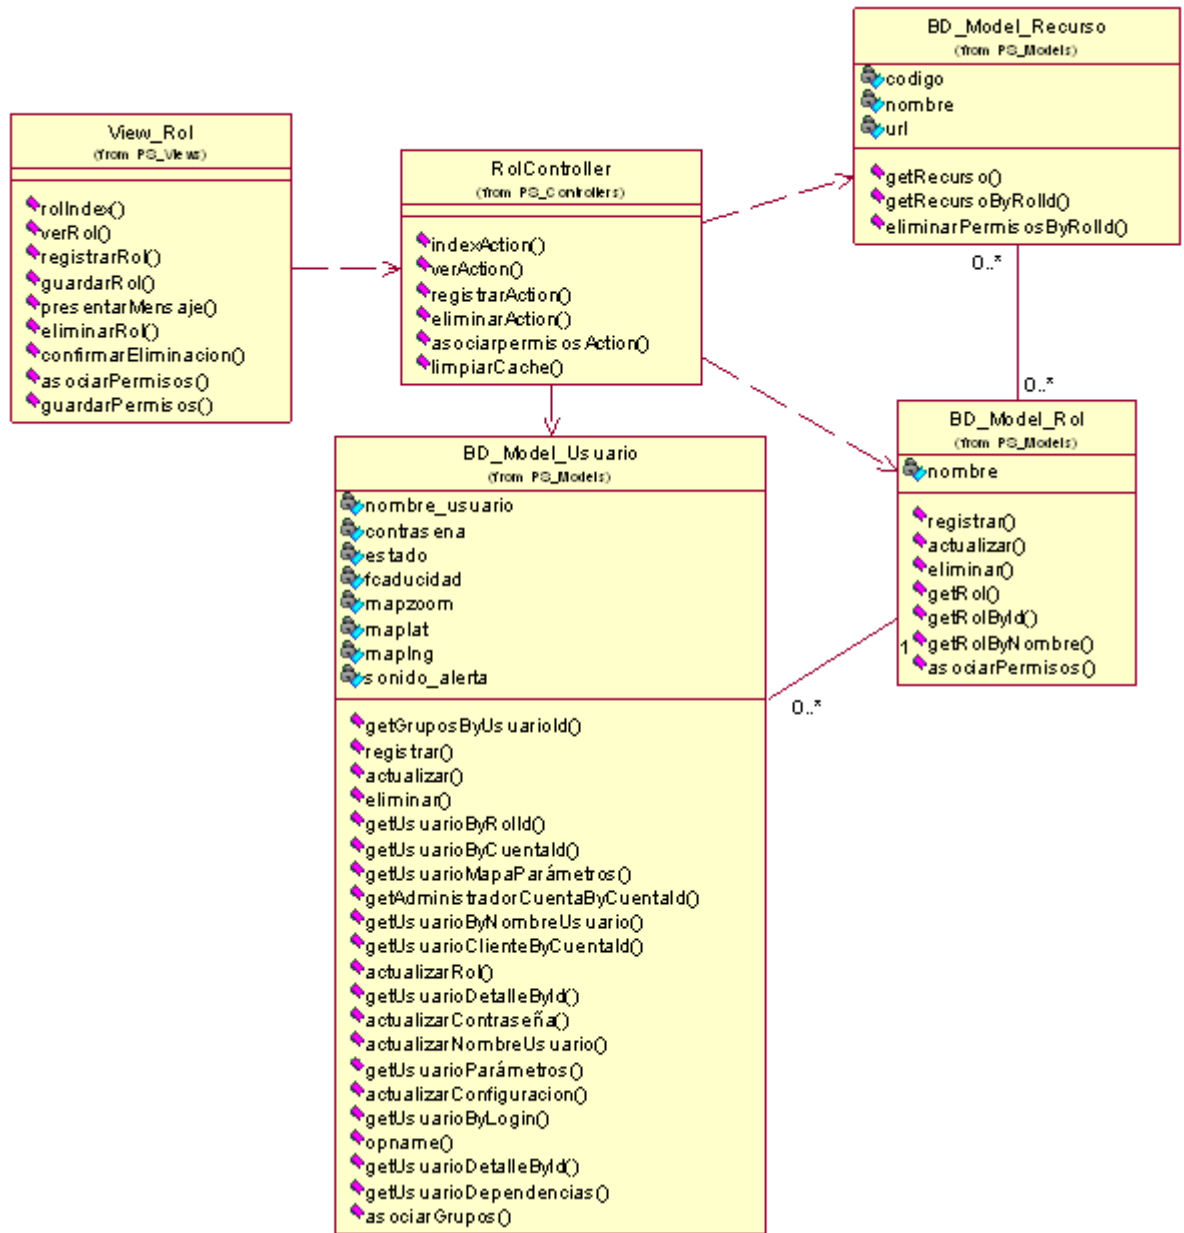 BD_Model_Recurso
(from PS_Models)
codigo
nombre
url
getRecurso()
getRecursoByRolId()
eliminarPermisosByRolId()
0..*
View_Rol
(from PS_Views)
rolIndex()
verRol()
registrarRol()
guardarRol()
presentarMensaje()
eliminarRol()
confirmarEliminacion()
asociarPermisos()
guardarPermisos()
RolController
(from PS_Controllers)
indexAction()
verAction()
registrarAction()
eliminarAction()
asociarpermisosAction()
limpiarCache()
0..*
BD_Model_Rol
(from PS_Models)
nombre
registrar()
actualizar()
eliminar()
getRol()
getRolById()
getRolByNombre()
asociarPermisos()
1
0..*
BD_Model_Usuario
(from PS_Models)
nombre_usuario
contrasena
estado
fcaducidad
mapzoom
maplat
maplng
sonido_alerta
getGruposByUsuarioId()
registrar()
actualizar()
eliminar()
getUsuarioByRolId()
getUsuarioByCuentaId()
getUsuarioMapaParámetros()
getAdministradorCuentaByCuentaId()
getUsuarioByNombreUsuario()
getUsuarioClienteByCuentaId()
actualizarRol()
getUsuarioDetalleById()
actualizarContraseña()
actualizarNombreUsuario()
getUsuarioParámetros()
actualizarConfiguracion()
getUsuarioByLogin()
opname()
getUsuarioDetalleById()
getUsuarioDependencias()
asociarGrupos()